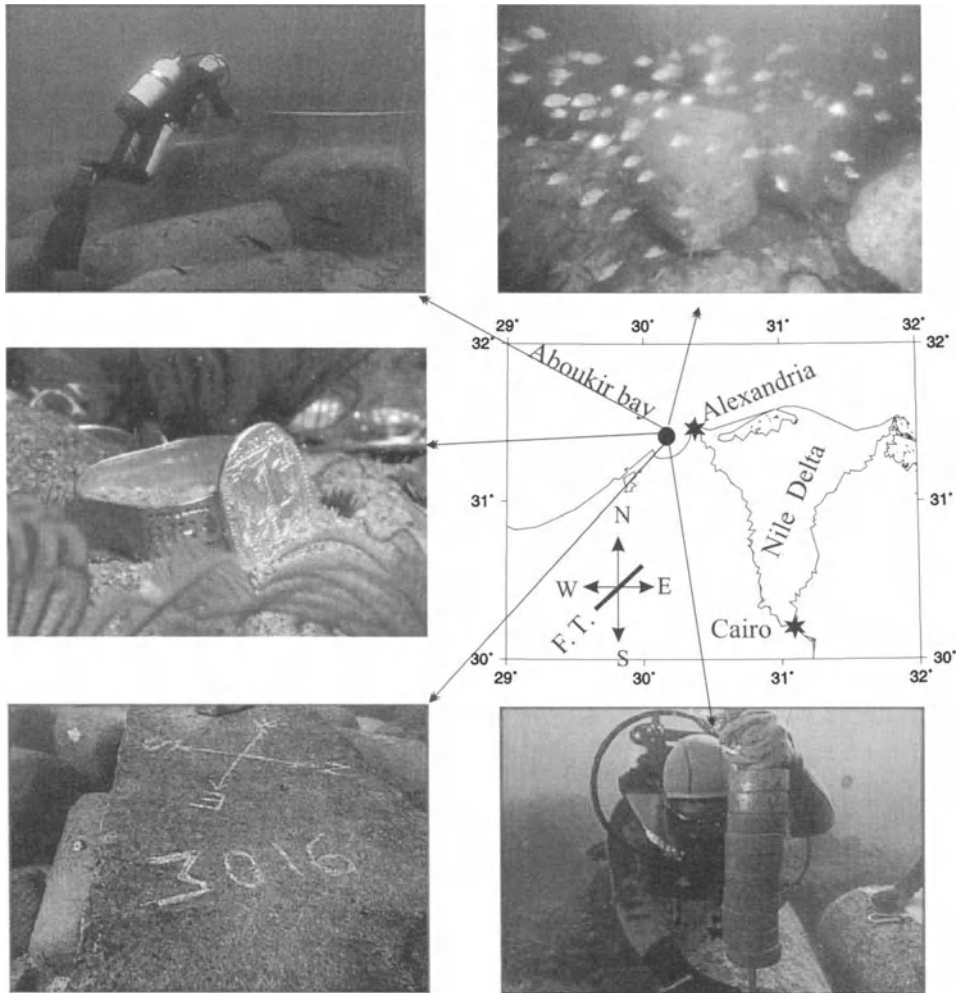 29°
30°
31°
32°
32°
32°
Aboukir bay
Alexandria
31°
31°
Nile Delta
N
W
E
F. T.
S
Cairo
30°
30°
29°
30°
31°
32°
S
N
W
E
3016